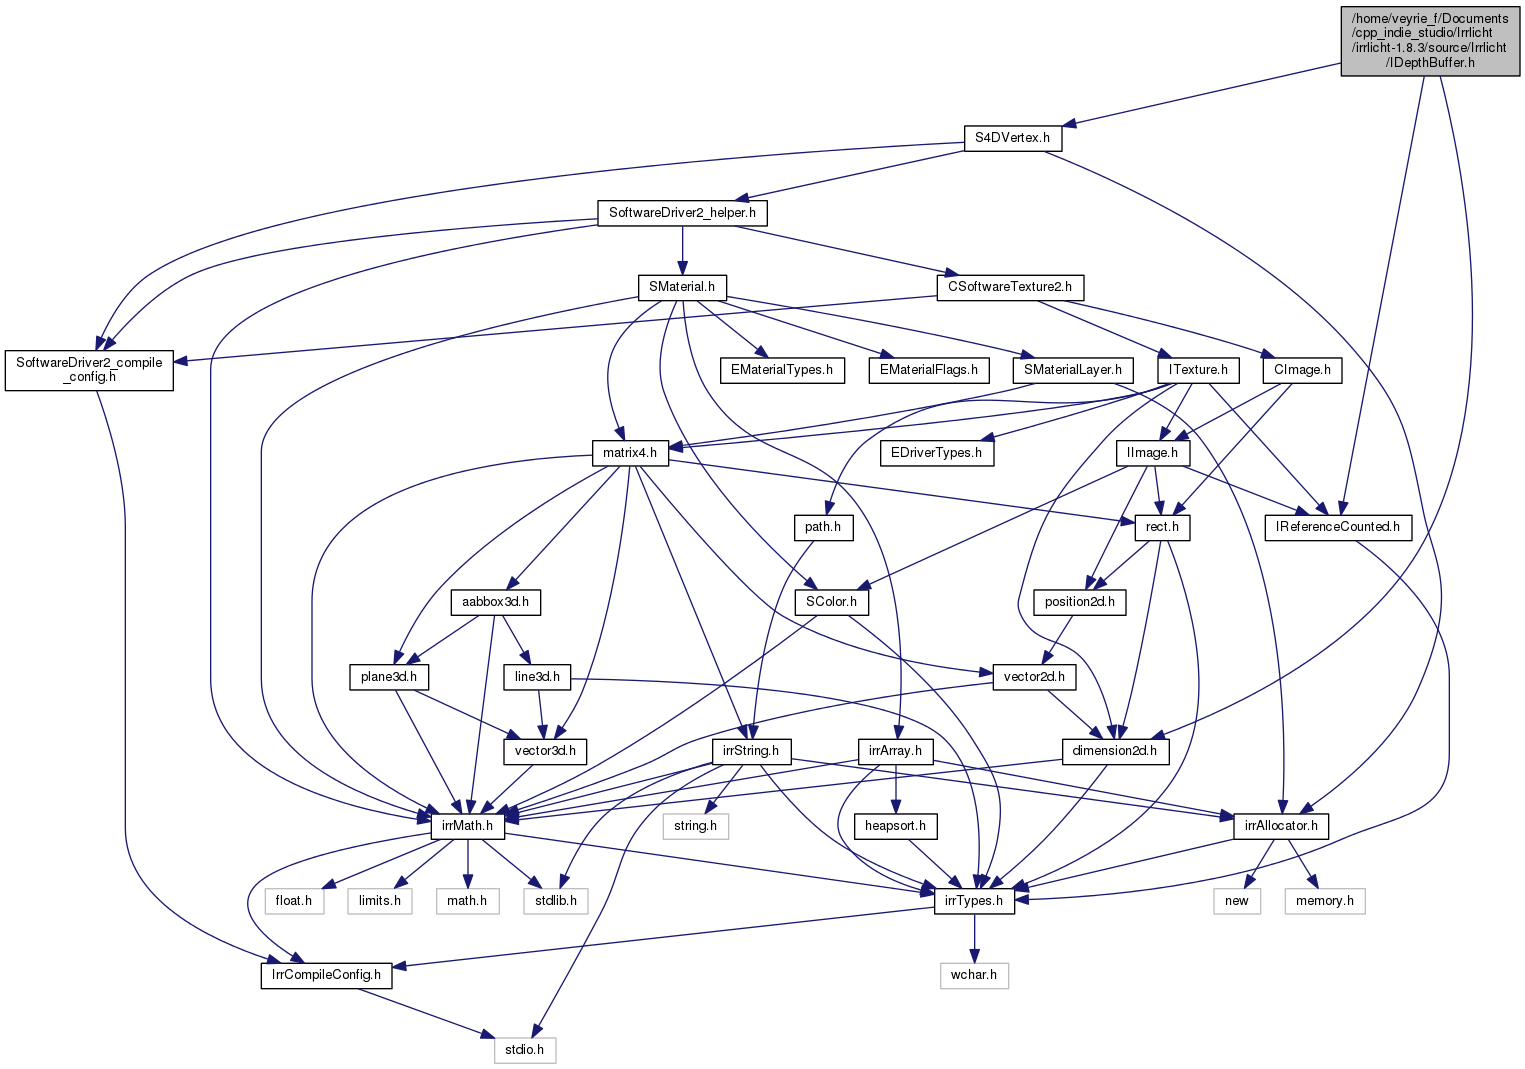 /home/veyrie_f/Documents
/cpp_indie_studio/Irrlicht
/irrlicht-1.8.3/source/Irrlicht
/IDepthBuffer.h
S4DVertex.h
SoftwareDriver2_helper.h
SMaterial.h
CSoftwareTexture2.h
SoftwareDriver2_compile
_config.h
EMaterialTypes.h
EMaterialFlags.h
SMaterialLayer.h
ITexture.h
CImage.h
matrix4.h
EDriverTypes.h
IImage.h
path.h
rect.h
IReferenceCounted.h
aabbox3d.h
SColor.h
position2d.h
plane3d.h
line3d.h
vector2d.h
vector3d.h
irrString.h
irrArray.h
dimension2d.h
irrMath.h
string.h
heapsort.h
irrAllocator.h
float.h
limits.h
math.h
stdlib.h
irrTypes.h
new
memory.h
IrrCompileConfig.h
wchar.h
stdio.h